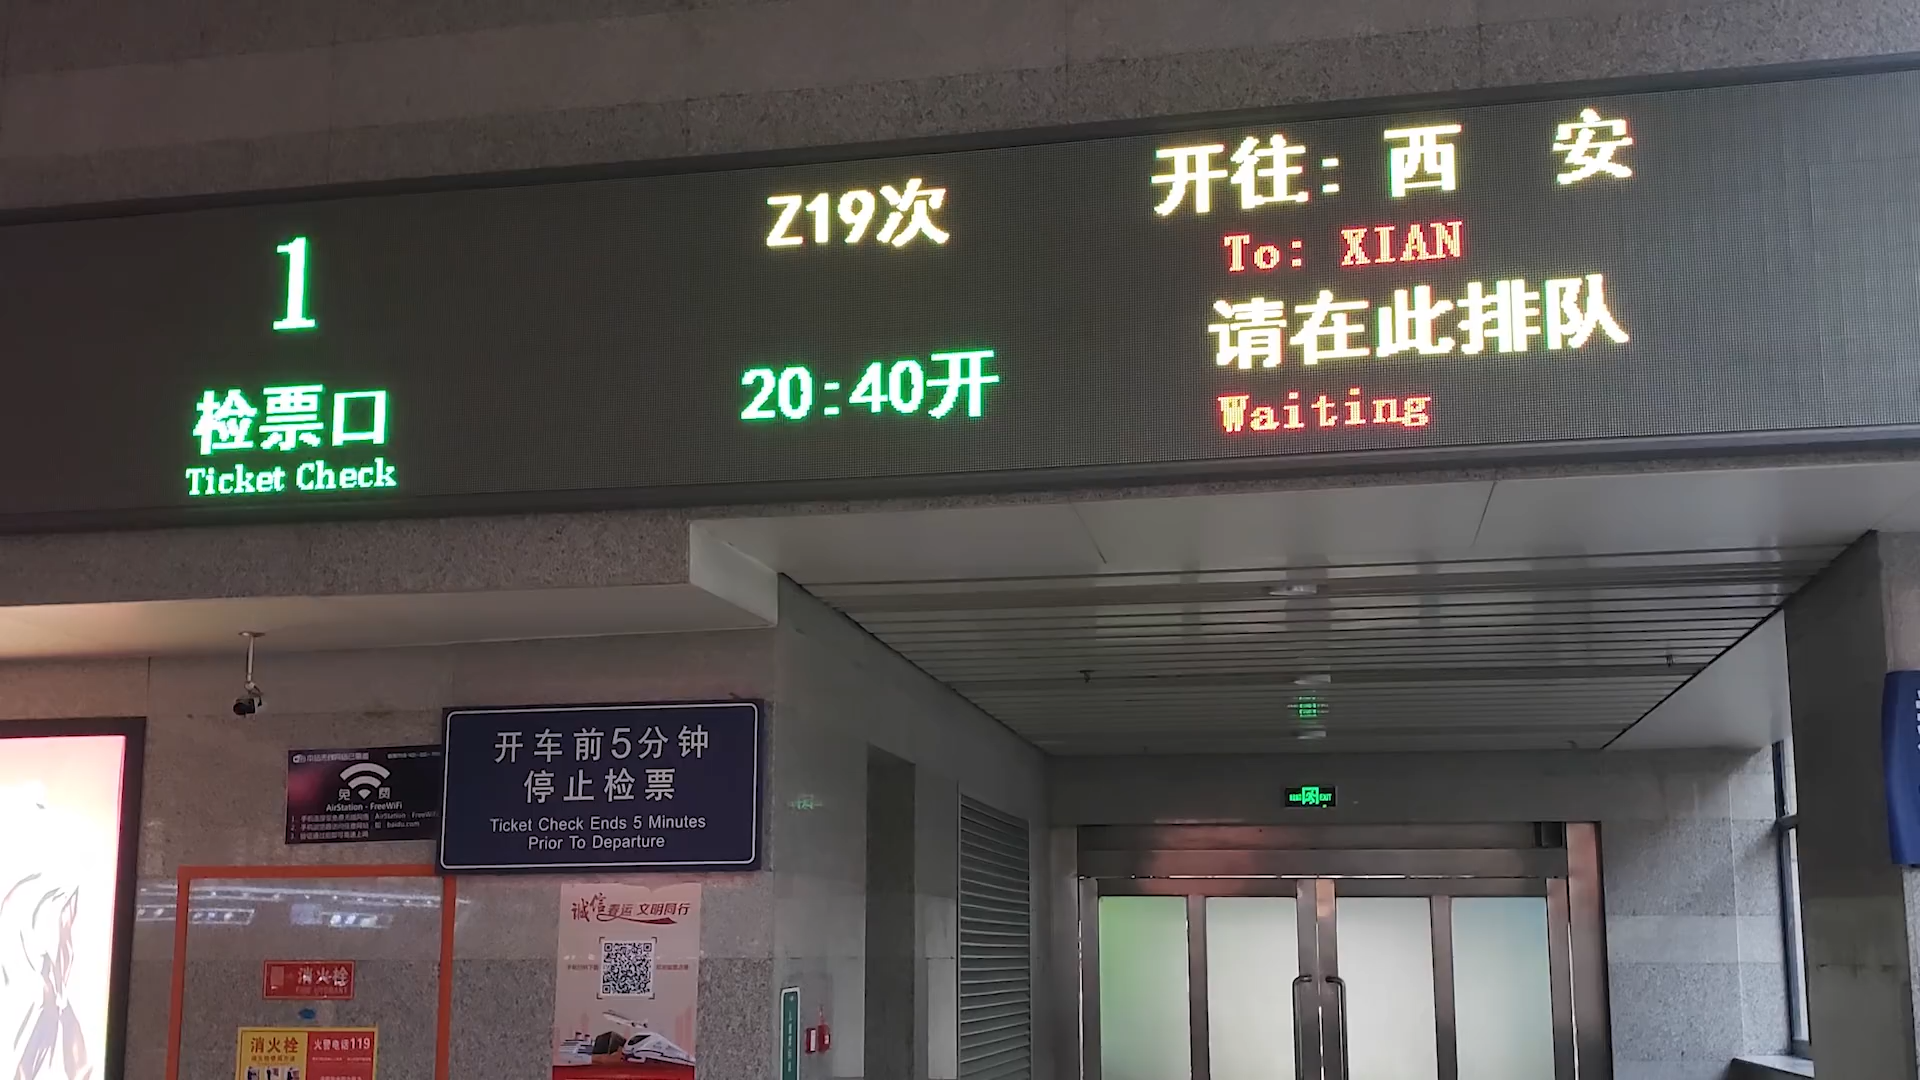 1
检票口
Ticket Check
Z19次
20:40开
开往: 西 安
To: XIAN
请在此排队
Waiting
免 费
AirStation - FreeWiFi
开车前5分钟
停止检票
Ticket Check Ends 5 Minutes
Prior To Departure
EXIT
诚信春运 文明同行
消火栓
消火栓
火警电话119